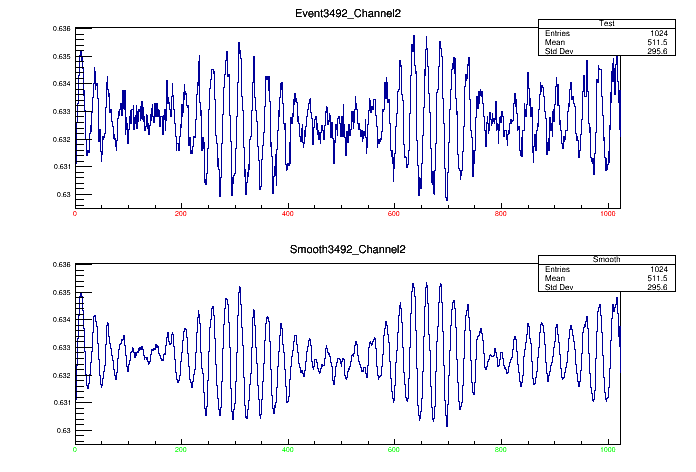 Event3492_Channel2
Test
Entries 1024
Mean 511.5
Std Dev 295.6
0.636
0.635
0.634
0.633
0.632
0.631
0.63
0 200 400 600 800 1000
Smooth3492_Channel2
Smooth
Entries 1024
Mean 511.5
Std Dev 295.6
0.636
0.635
0.634
0.633
0.632
0.631
0.63
0 200 400 600 800 1000